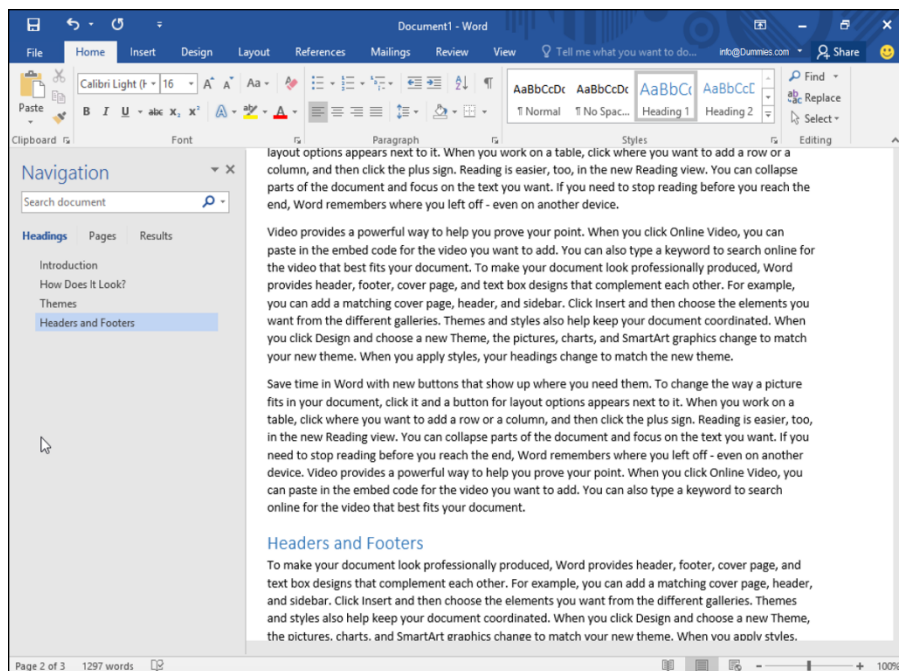 Document1 - Word
File Home Insert Design Layout References Mailings Review View Tell me what you want to do... info@Dummies.com Share
Paste
Calibri Light (H 16 A A Aa
B I U abc X₂ X² A ab A
AaBbCcDc AaBbCcDc AaBbC AaBbCcD
¶ Normal ¶ No Spac... Heading 1 Heading 2
Find
Replace
Select
Clipboard Font Paragraph Styles Editing
Navigation
Search document
Headings Pages Results
Introduction
How Does It Look?
Themes
Headers and Footers
layout options appears next to it. When you work on a table, click where you want to add a row or a
column, and then click the plus sign. Reading is easier, too, in the new Reading view. You can collapse
parts of the document and focus on the text you want. If you need to stop reading before you reach the
end, Word remembers where you left off - even on another device.
Video provides a powerful way to help you prove your point. When you click Online Video, you can
paste in the embed code for the video you want to add. You can also type a keyword to search online for
the video that best fits your document. To make your document look professionally produced, Word
provides header, footer, cover page, and text box designs that complement each other. For example,
you can add a matching cover page, header, and sidebar. Click Insert and then choose the elements you
want from the different galleries. Themes and styles also help keep your document coordinated. When
you click Design and choose a new Theme, the pictures, charts, and SmartArt graphics change to match
your new theme. When you apply styles, your headings change to match the new theme.
Save time in Word with new buttons that show up where you need them. To change the way a picture
fits in your document, click it and a button for layout options appears next to it. When you work on a
table, click where you want to add a row or a column, and then click the plus sign. Reading is easier, too,
in the new Reading view. You can collapse parts of the document and focus on the text you want. If you
need to stop reading before you reach the end, Word remembers where you left off - even on another
device. Video provides a powerful way to help you prove your point. When you click Online Video, you
can paste in the embed code for the video you want to add. You can also type a keyword to search
online for the video that best fits your document.
Headers and Footers
To make your document look professionally produced, Word provides header, footer, cover page, and
text box designs that complement each other. For example, you can add a matching cover page, header,
and sidebar. Click Insert and then choose the elements you want from the different galleries. Themes
and styles also help keep your document coordinated. When you click Design and choose a new Theme,
the pictures, charts, and SmartArt graphics change to match your new theme. When you apply styles,
Page 2 of 3 1297 words 100%